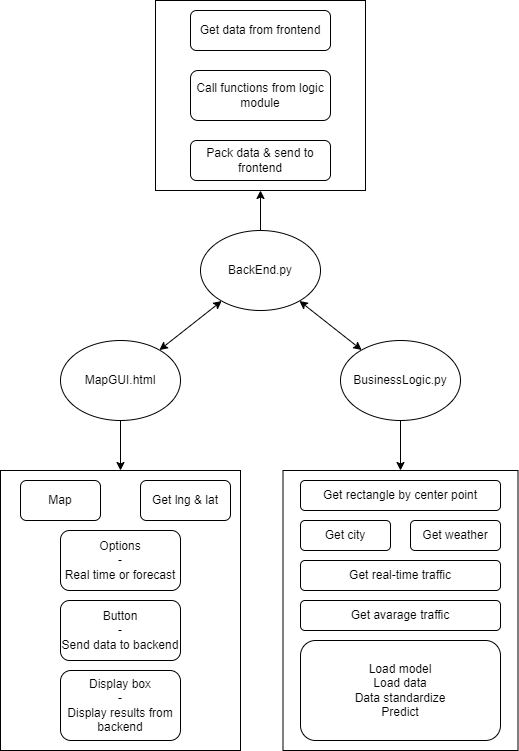 Get data from frontend
Call functions from logic
module
Pack data & send to
frontend
BackEnd.py
MapGUI.html
BusinessLogic.py
Map
Get lng & lat
Options
-
Real time or forecast
Button
-
Send data to backend
Display box
-
Display results from
backend
Get rectangle by center point
Get city
Get weather
Get real-time traffic
Get avarage traffic
Load model
Load data
Data standardize
Predict